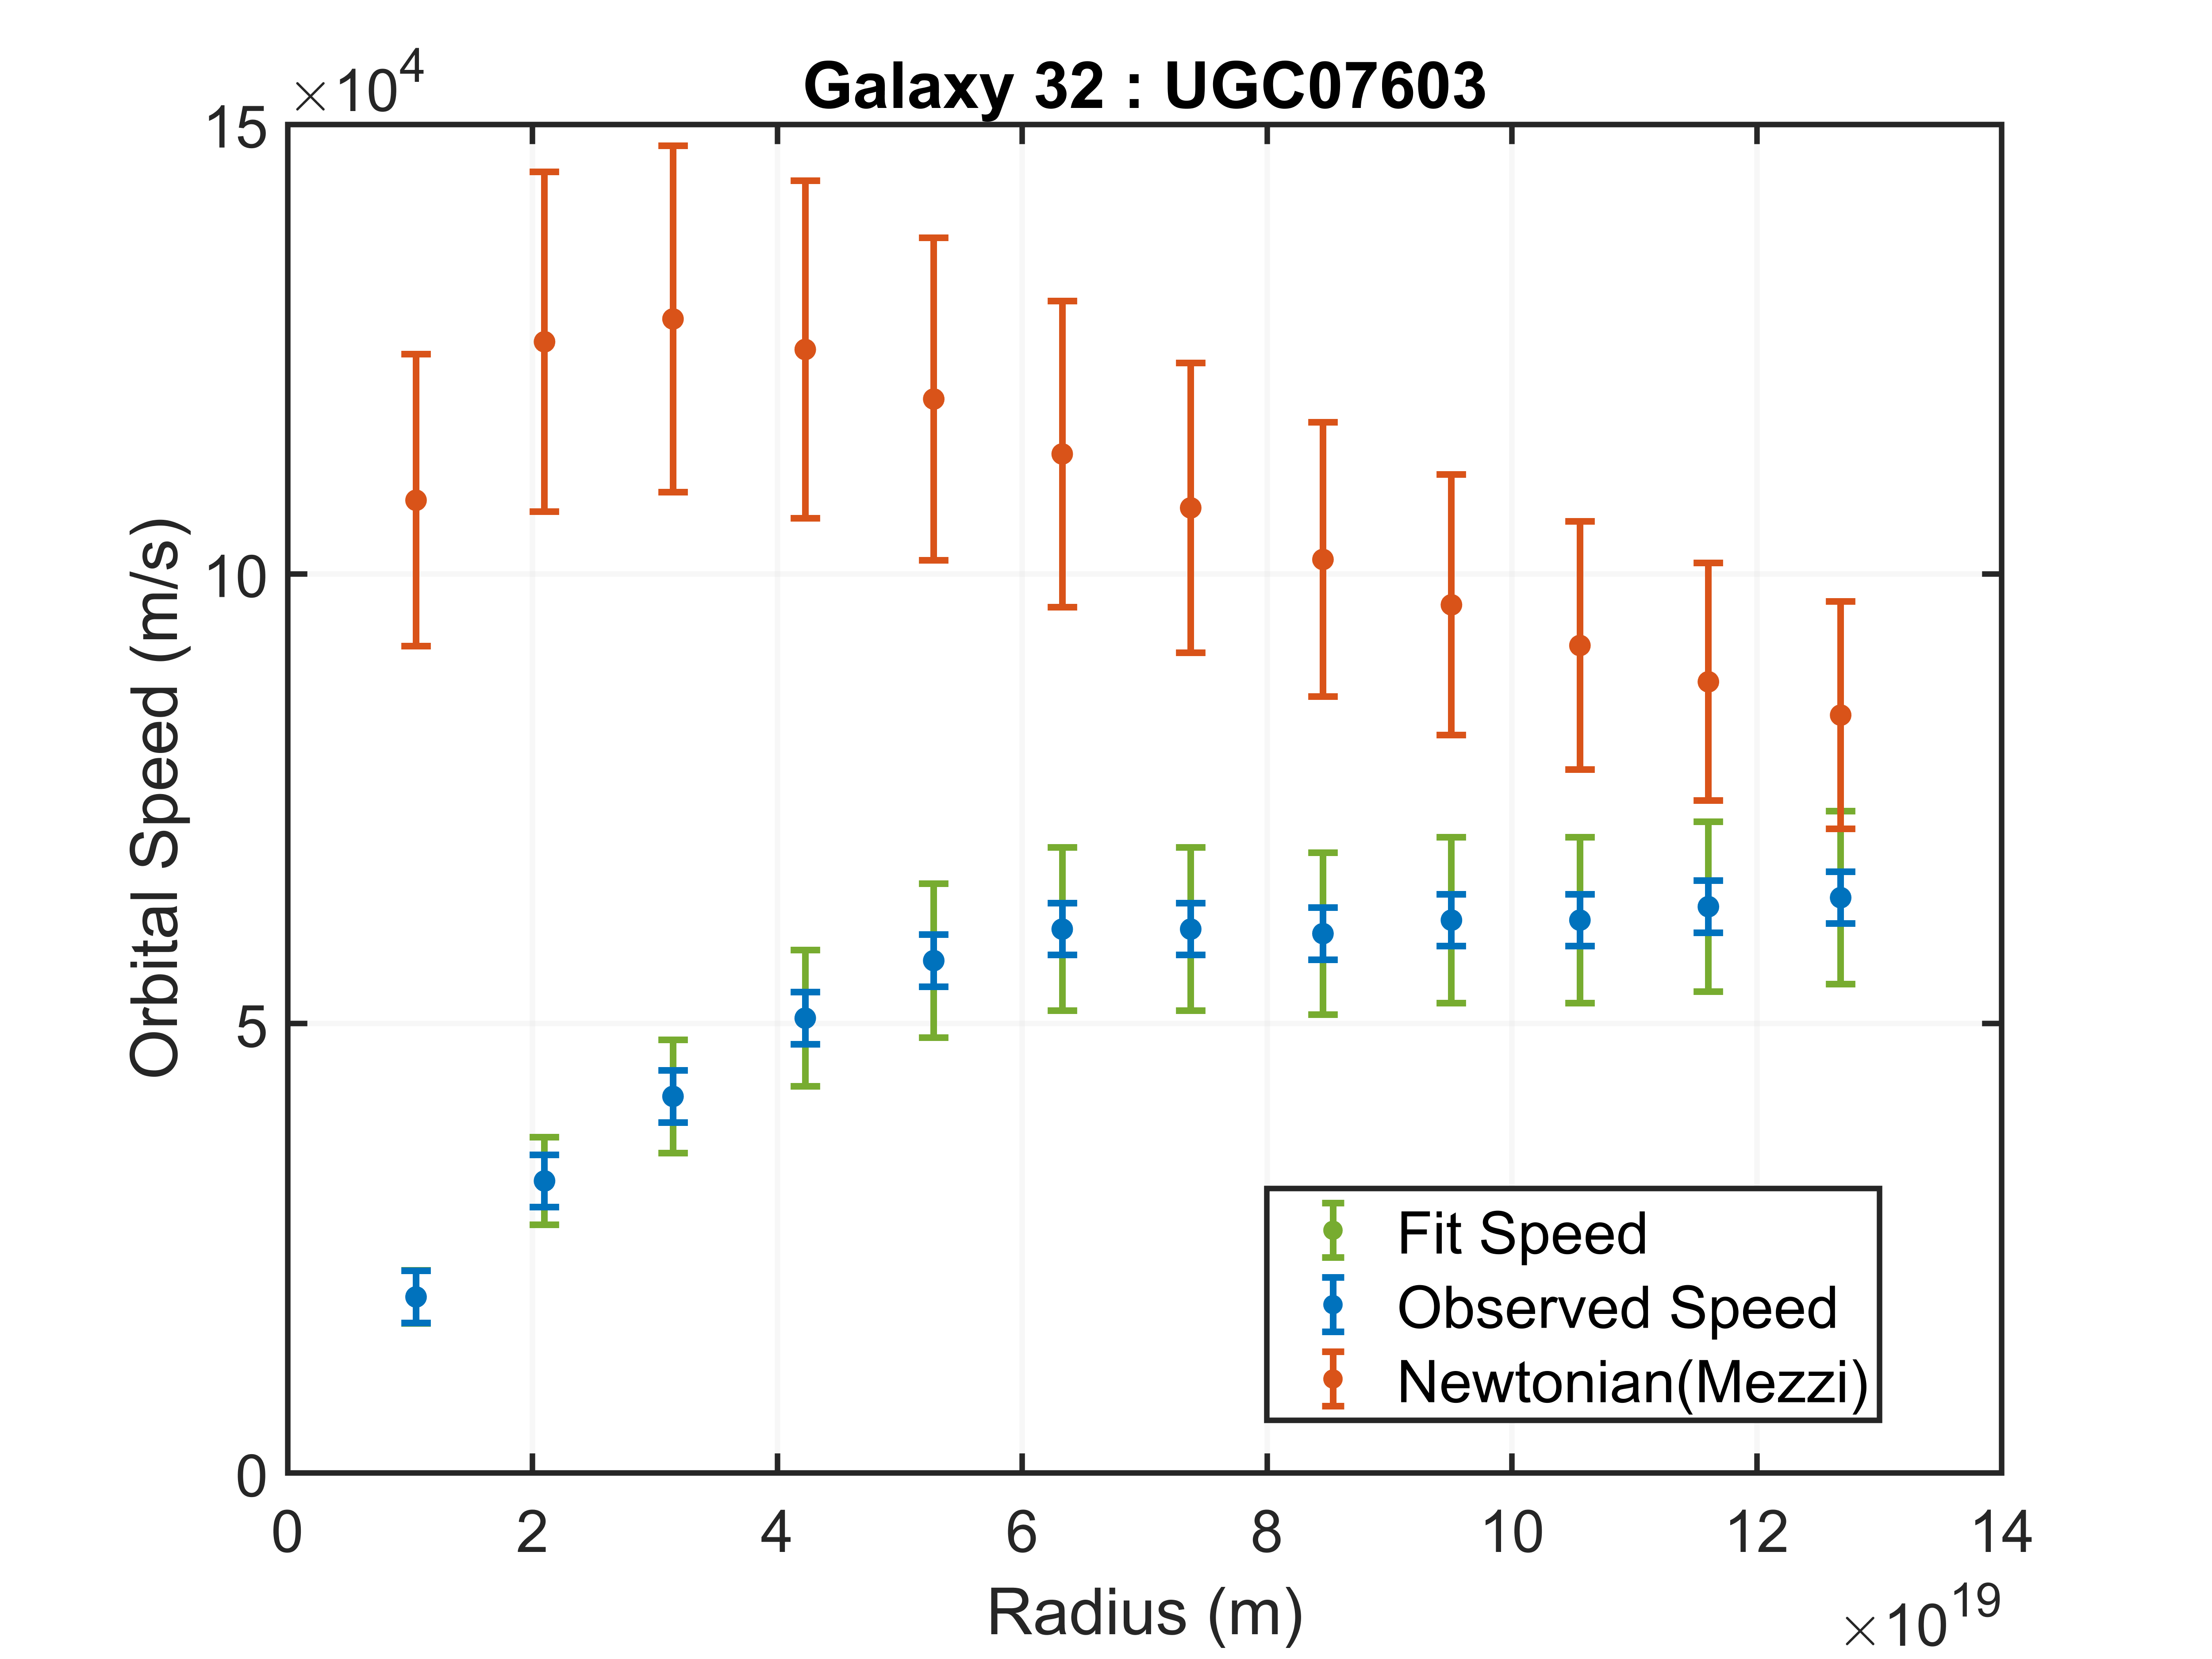 ×10⁴
Galaxy 32 : UGC07603
15
10
5
0
Orbital Speed (m/s)
Fit Speed
Observed Speed
Newtonian(Mezzi)
0 2 4 6 8 10 12 14
Radius (m)
×10¹⁹